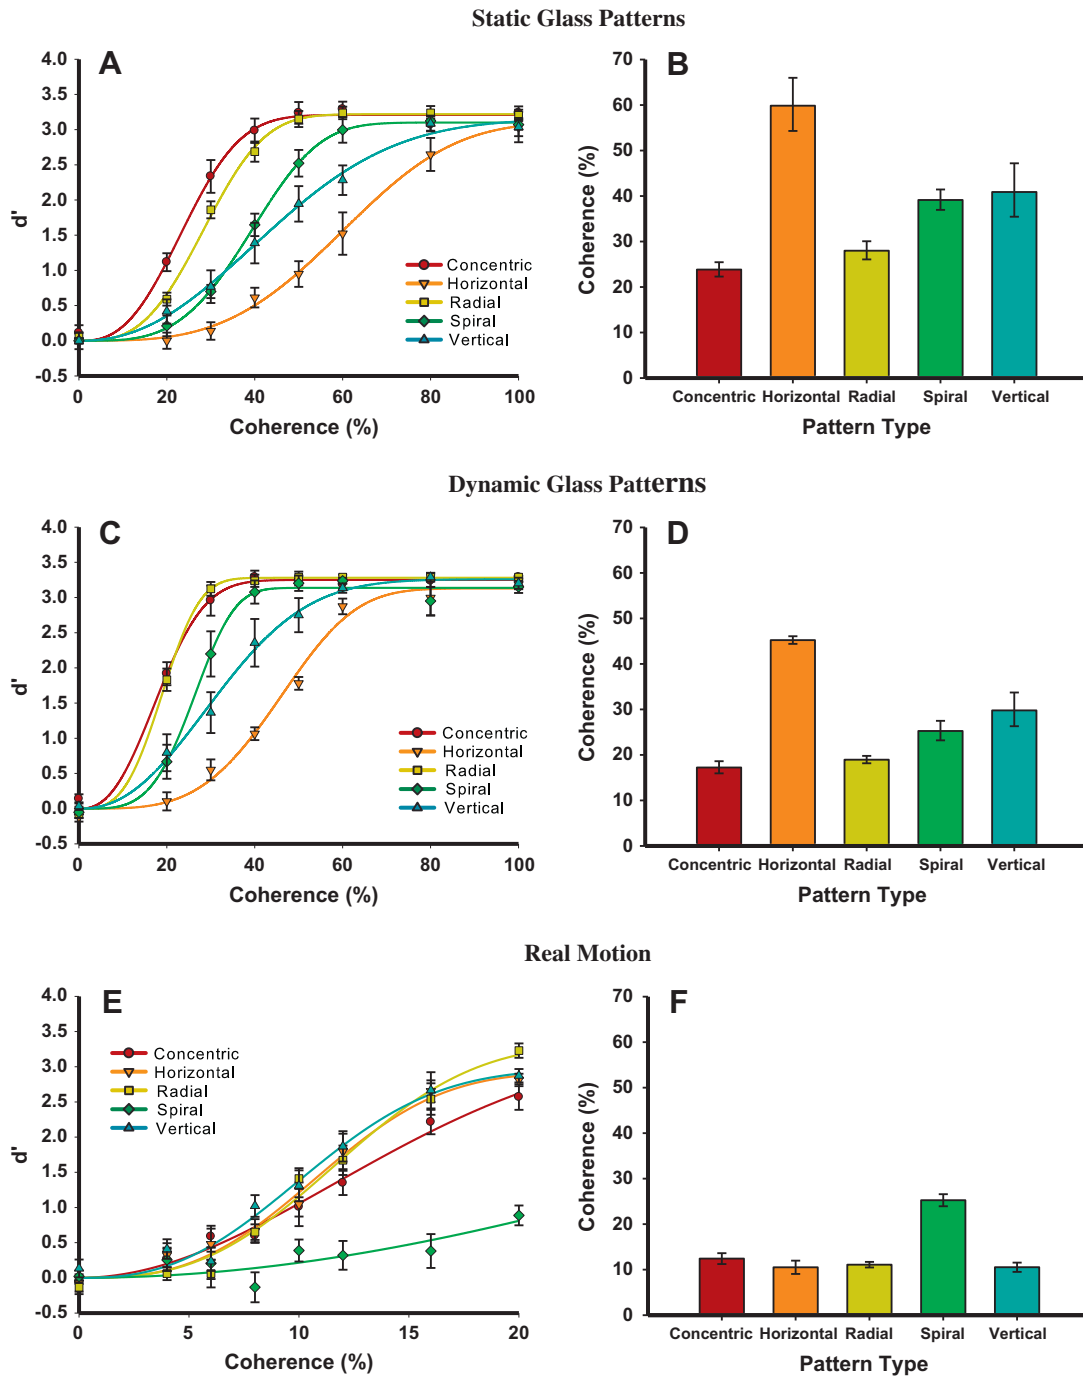 Static Glass Patterns
A
4.0
3.5
3.0
2.5
2.0
1.5
1.0
0.5
0.0
-0.5
d'
Concentric
Horizontal
Radial
Spiral
Vertical
0 20 40 60 80 100
Coherence (%)
B
70
60
50
40
30
20
10
0
Coherence (%)
Concentric Horizontal Radial Spiral Vertical
Pattern Type
Dynamic Glass Patterns
C
4.0
3.5
3.0
2.5
2.0
1.5
1.0
0.5
0.0
-0.5
d'
Concentric
Horizontal
Radial
Spiral
Vertical
0 20 40 60 80 100
Coherence (%)
D
70
60
50
40
30
20
10
0
Coherence (%)
Concentric Horizontal Radial Spiral Vertical
Pattern Type
Real Motion
E
4.0
3.5
3.0
2.5
2.0
1.5
1.0
0.5
0.0
-0.5
d'
Concentric
Horizontal
Radial
Spiral
Vertical
0 5 10 15 20
Coherence (%)
F
70
60
50
40
30
20
10
0
Coherence (%)
Concentric Horizontal Radial Spiral Vertical
Pattern Type